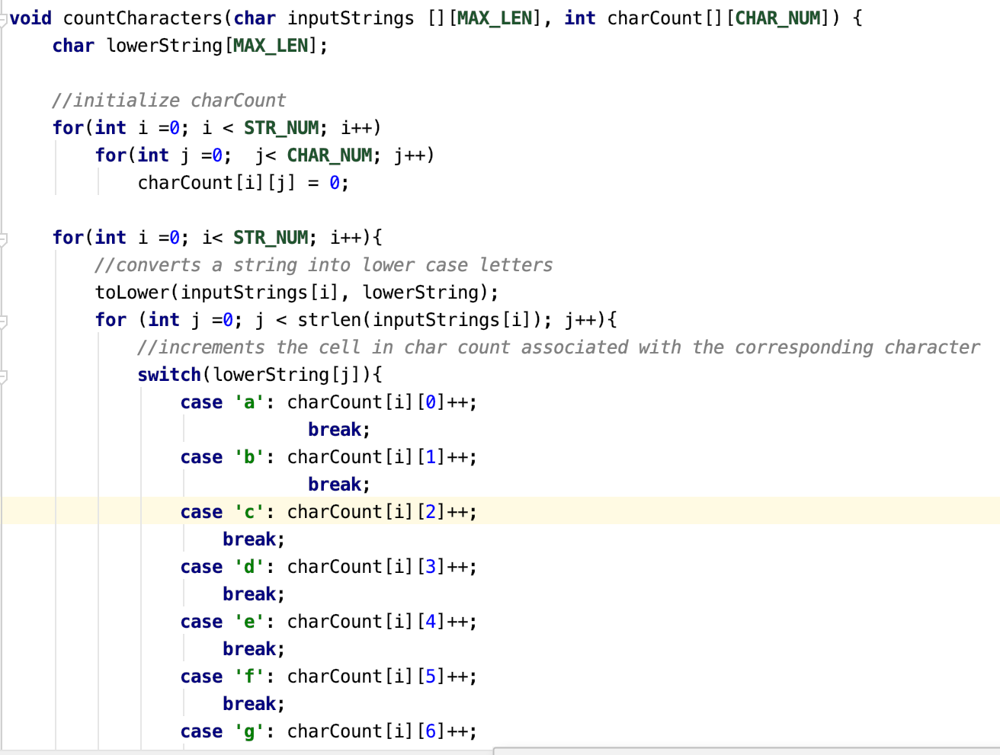 void countCharacters(char inputStrings [][MAX_LEN], int charCount[][CHAR_NUM]) {
    char lowerString[MAX_LEN];

    //initialize charCount
    for(int i =0; i < STR_NUM; i++)
        for(int j =0;  j< CHAR_NUM; j++)
            charCount[i][j] = 0;

    for(int i =0; i< STR_NUM; i++){
        //converts a string into lower case letters
        toLower(inputStrings[i], lowerString);
        for (int j =0; j < strlen(inputStrings[i]); j++){
            //increments the cell in char count associated with the corresponding character
            switch(lowerString[j]){
                case 'a': charCount[i][0]++;
                            break;
                case 'b': charCount[i][1]++;
                            break;
                case 'c': charCount[i][2]++;
                    break;
                case 'd': charCount[i][3]++;
                    break;
                case 'e': charCount[i][4]++;
                    break;
                case 'f': charCount[i][5]++;
                    break;
                case 'g': charCount[i][6]++;